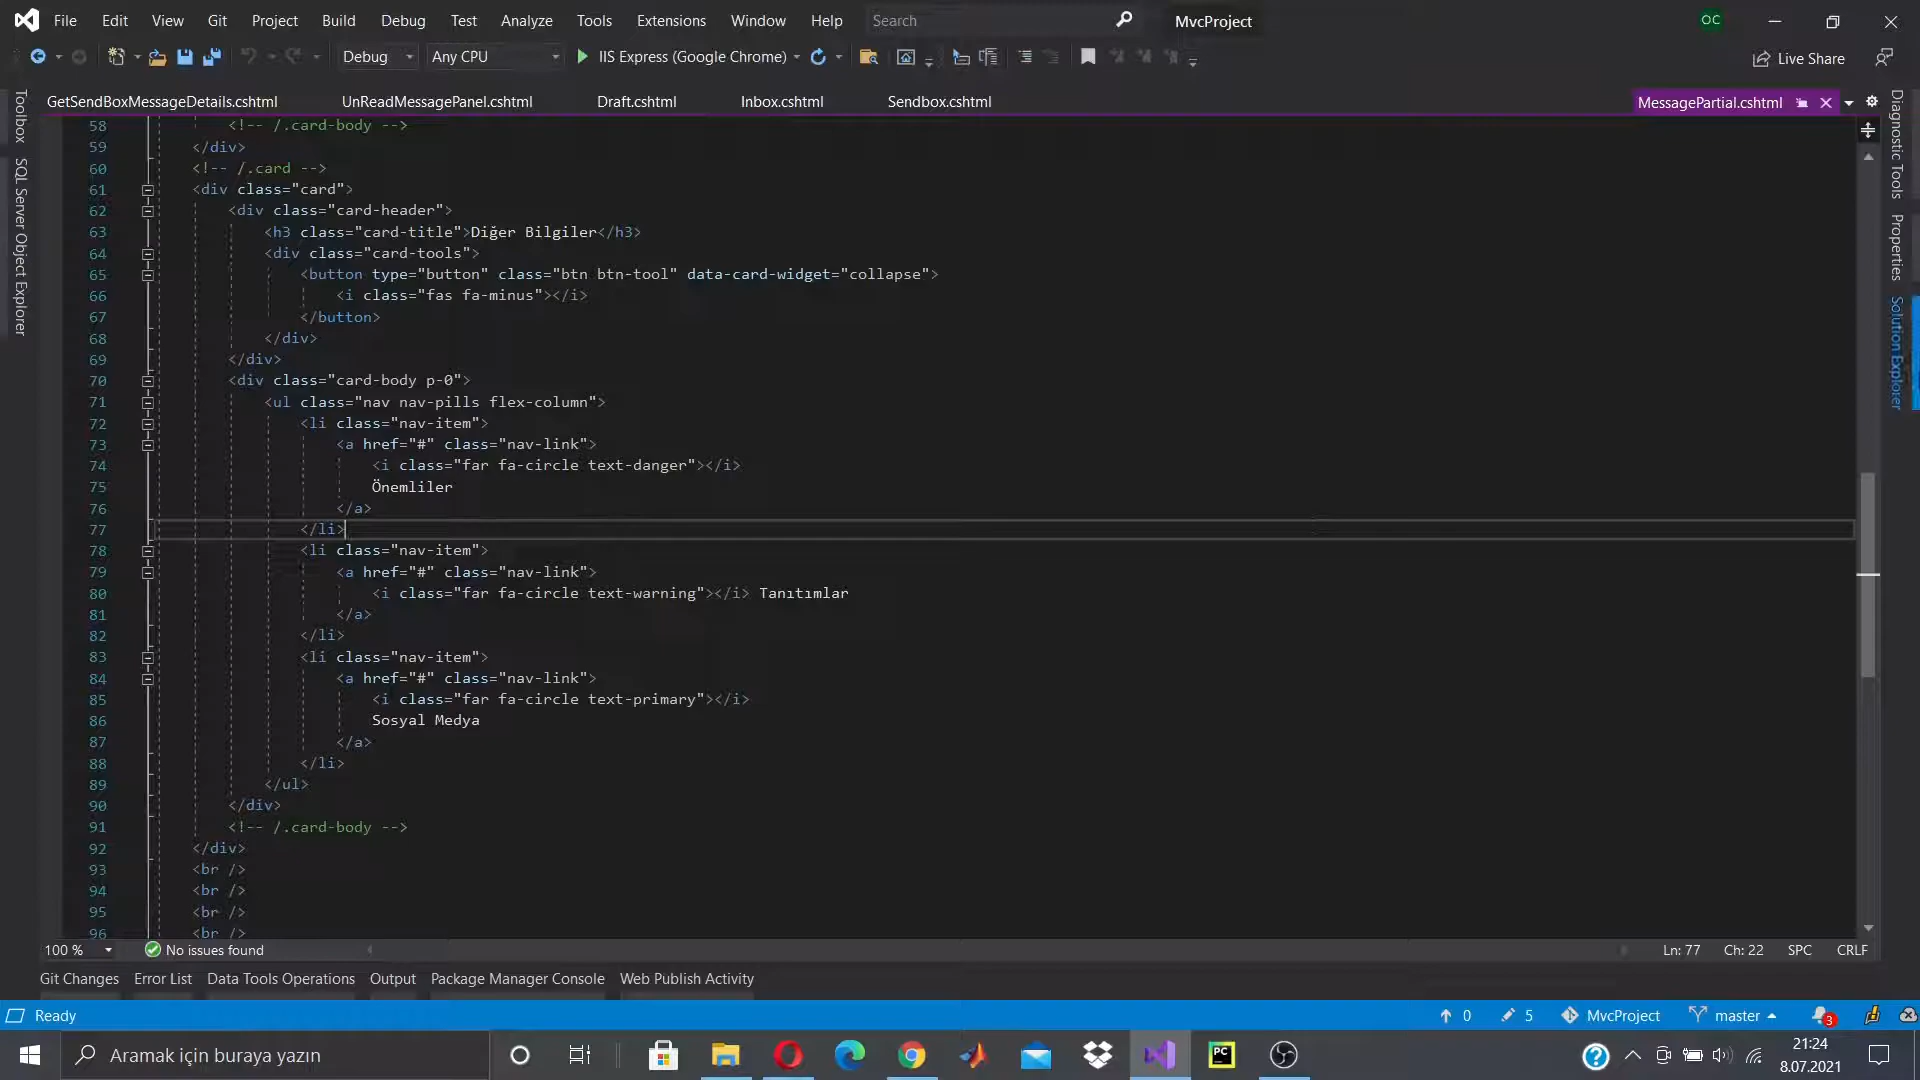 File Edit View Git Project Build Debug Test Analyze Tools Extensions Window Help Search MvcProject OC
Debug Any CPU IIS Express (Google Chrome) Live Share
GetSendBoxMessageDetails.cshtml UnReadMessagePanel.cshtml Draft.cshtml Inbox.cshtml Sendbox.cshtml MessagePartial.cshtml
Toolbox
SQL Server Object Explorer
Diagnostic Tools
Properties
Solution Explorer
58 <!-- /.card-body -->
59 </div>
60 <!-- /.card -->
61 <div class="card">
62 <div class="card-header">
63 <h3 class="card-title">Diğer Bilgiler</h3>
64 <div class="card-tools">
65 <button type="button" class="btn btn-tool" data-card-widget="collapse">
66 <i class="fas fa-minus"></i>
67 </button>
68 </div>
69 </div>
70 <div class="card-body p-0">
71 <ul class="nav nav-pills flex-column">
72 <li class="nav-item">
73 <a href="#" class="nav-link">
74 <i class="far fa-circle text-danger"></i>
75 Önemliler
76 </a>
77 </li>
78 <li class="nav-item">
79 <a href="#" class="nav-link">
80 <i class="far fa-circle text-warning"></i> Tanıtımlar
81 </a>
82 </li>
83 <li class="nav-item">
84 <a href="#" class="nav-link">
85 <i class="far fa-circle text-primary"></i>
86 Sosyal Medya
87 </a>
88 </li>
89 </ul>
90 </div>
91 <!-- /.card-body -->
92 </div>
93 <br />
94 <br />
95 <br />
96 <br />
100 % No issues found Ln: 77 Ch: 22 SPC CRLF
Git Changes Error List Data Tools Operations Output Package Manager Console Web Publish Activity
Ready 0 5 MvcProject master 3
Aramak için buraya yazın PC 21:24
8.07.2021